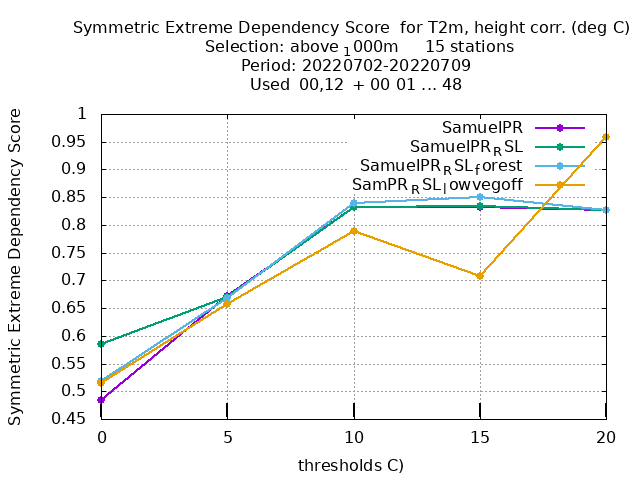 Symmetric Extreme Dependency Score  for T2m, height corr. (deg C)
Selection: above ₁000m     15 stations
Period: 20220702-20220709
Used  00,12  + 00 01 ... 48
Symmetric Extreme Dependency Score
1
0.95
0.9
0.85
0.8
0.75
0.7
0.65
0.6
0.55
0.5
0.45
SamuelPR
SamuelPR_RSL
SamuelPR_RSL_forest
SamPR_RSL_lowvegoff
0 5 10 15 20
thresholds C)